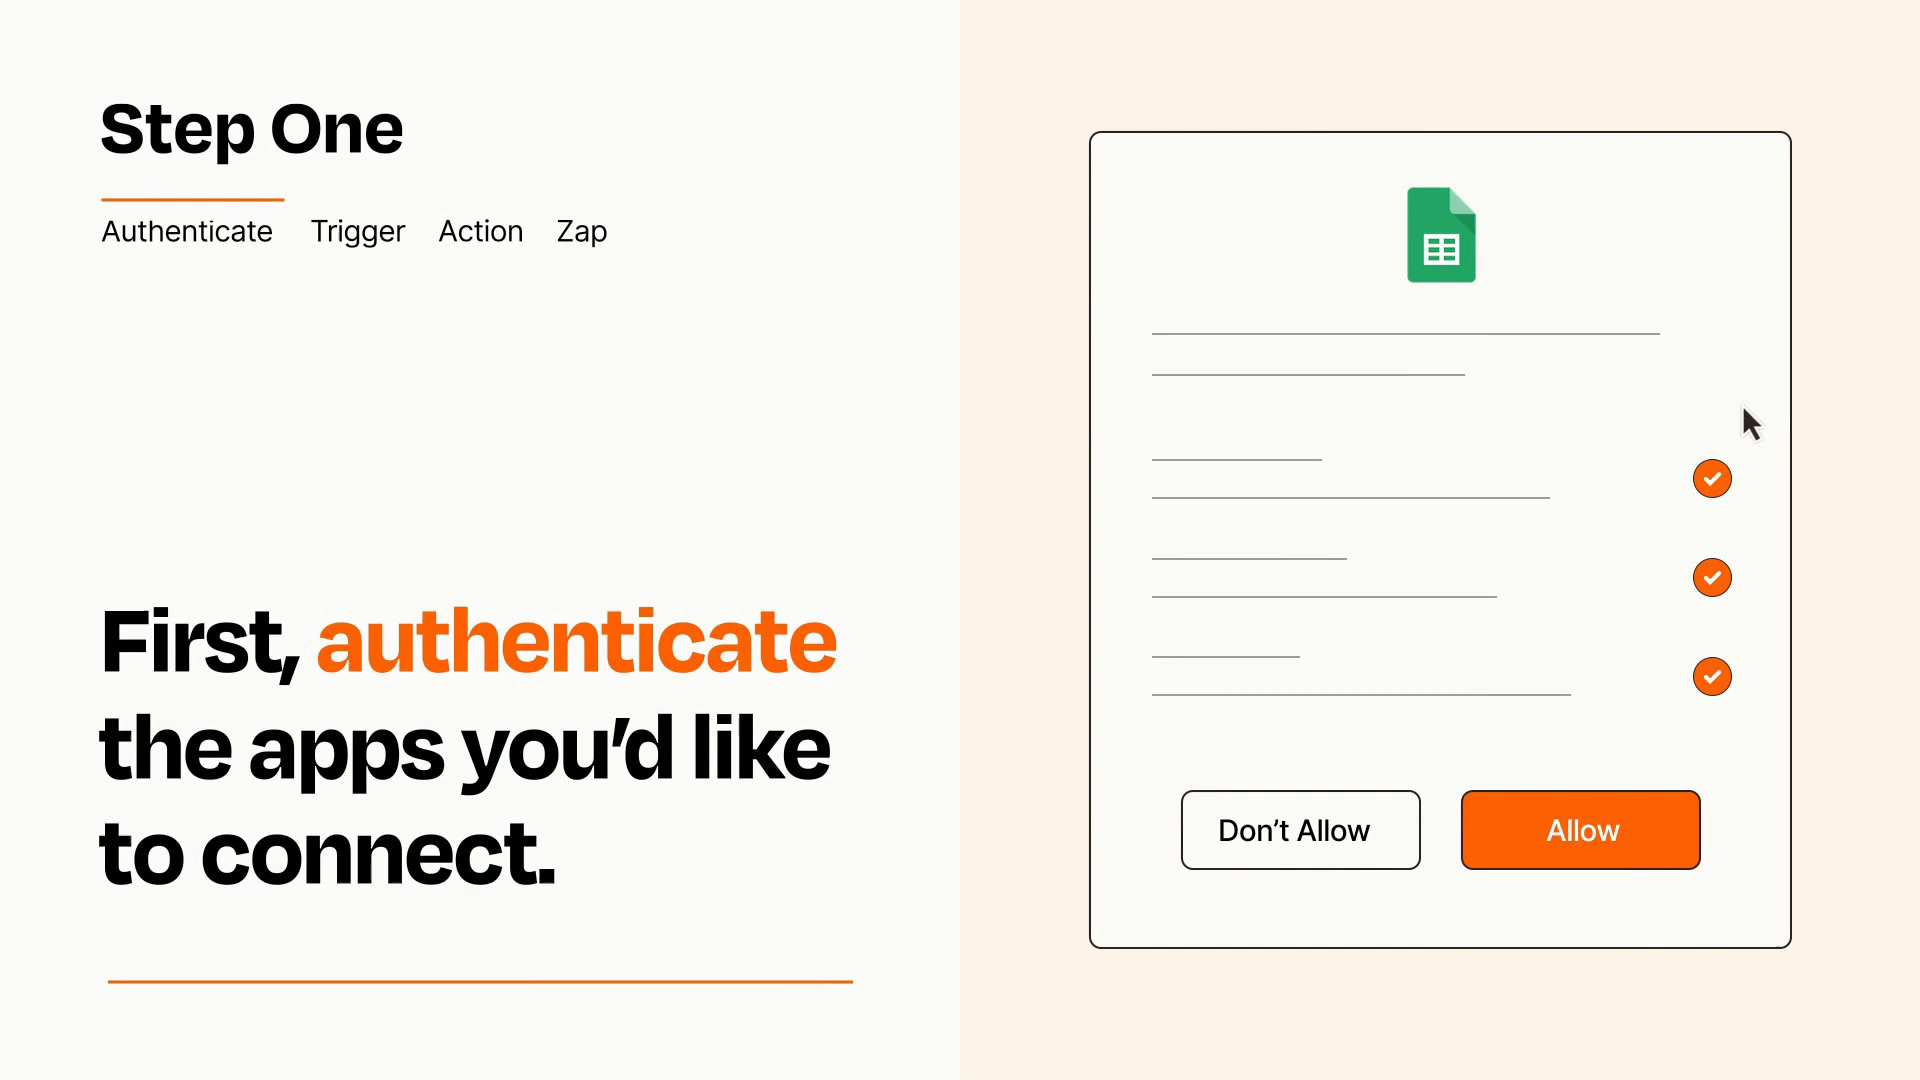 Step One
Authenticate Trigger Action Zap
First, authenticate
the apps you’d like
to connect.
Don’t Allow
Allow